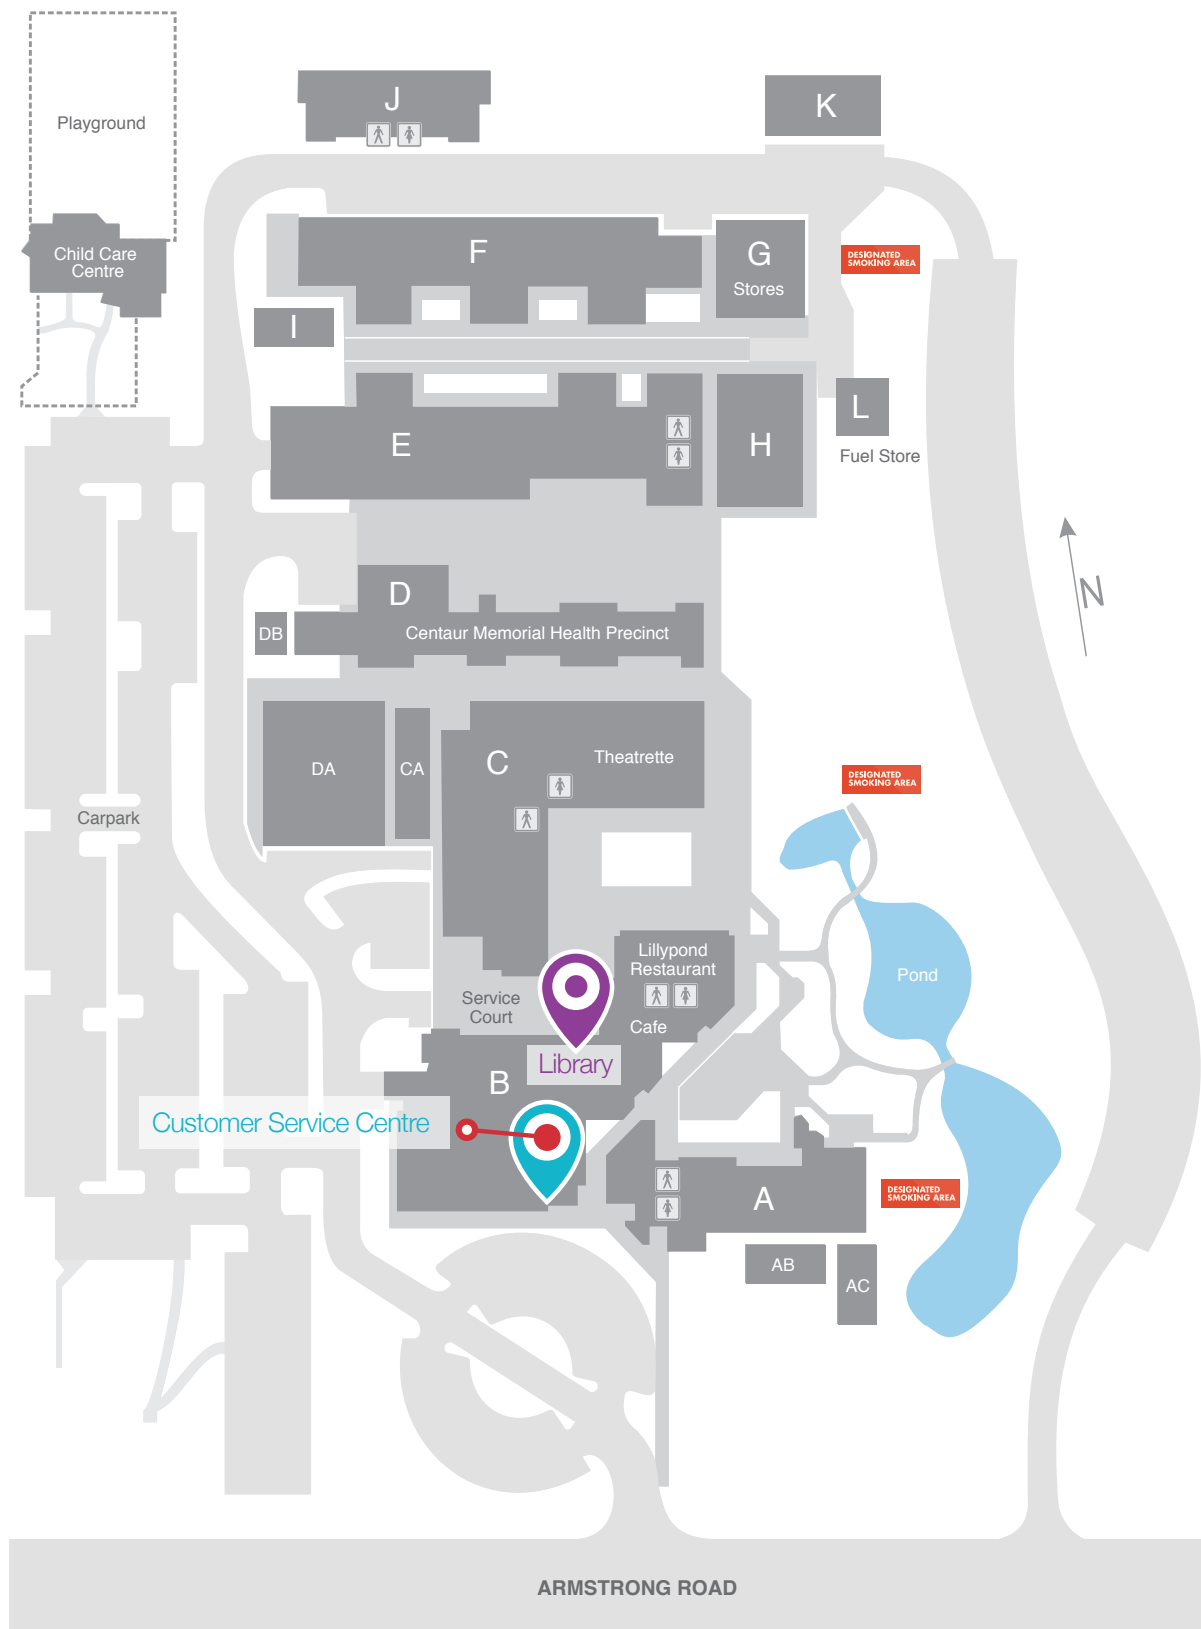 J
K
Playground
F
G
Stores
DESIGNATED
SMOKING AREA
Child Care
Centre
I
E
H
L
Fuel Store
N
D
DB
Centaur Memorial Health Precinct
DA
CA
C
Theatrette
DESIGNATED
SMOKING AREA
Carpark
Lillypond
Restaurant
Pond
Service
Court
Cafe
Library
B
Customer Service Centre
A
DESIGNATED
SMOKING AREA
AB
AC
ARMSTRONG ROAD